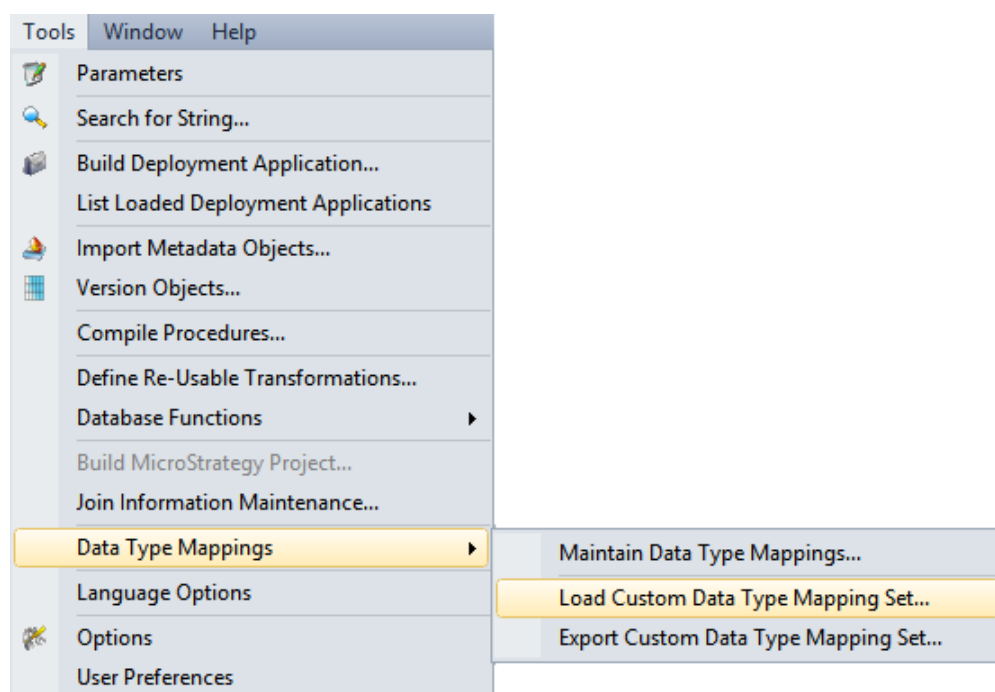 Tools Window Help
Parameters
Search for String...
Build Deployment Application...
List Loaded Deployment Applications
Import Metadata Objects...
Version Objects...
Compile Procedures...
Define Re-Usable Transformations...
Database Functions
Build MicroStrategy Project...
Join Information Maintenance...
Data Type Mappings
Maintain Data Type Mappings...
Load Custom Data Type Mapping Set...
Export Custom Data Type Mapping Set...
Language Options
Options
User Preferences